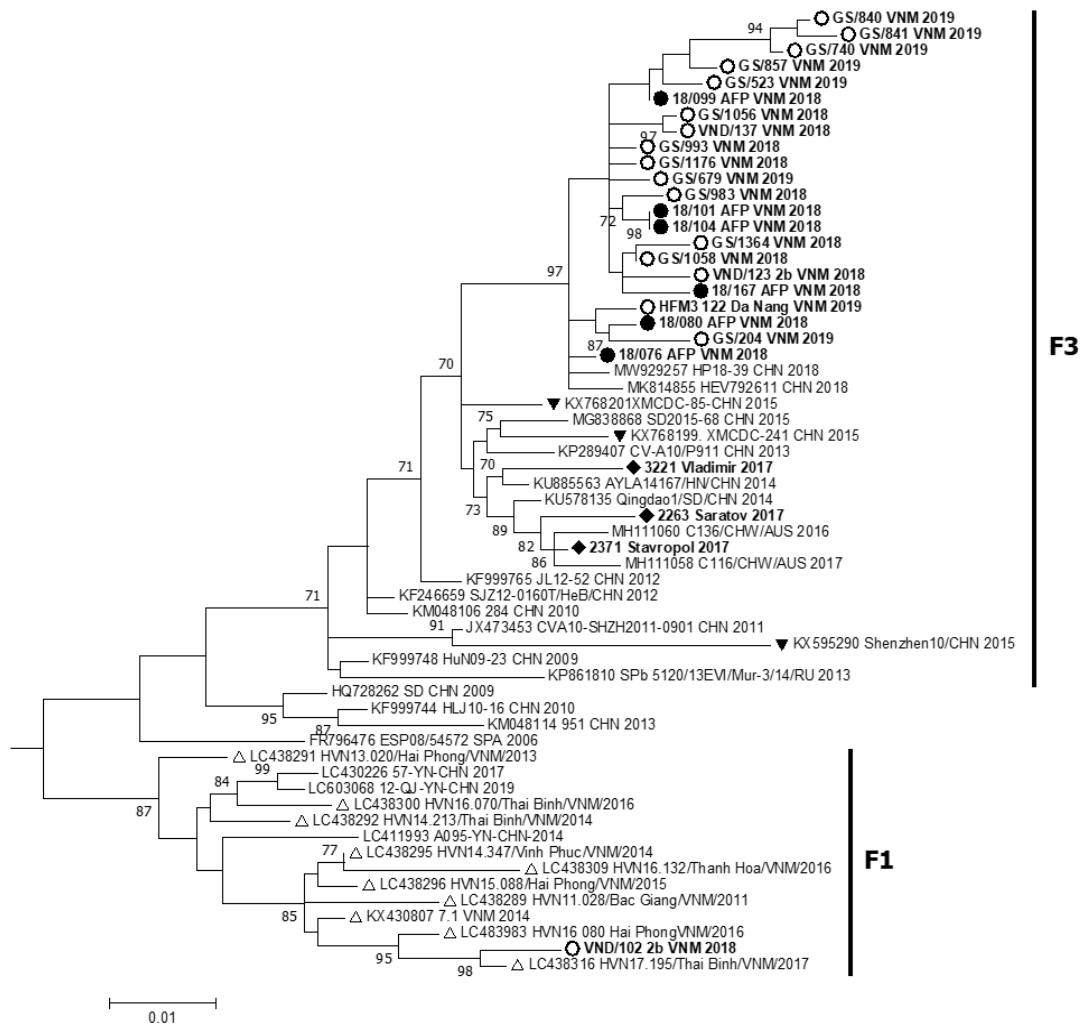 GS/840 VNM 2019
94
GS/841 VNM 2019
GS/740 VNM 2019
GS/857 VNM 2019
GS/523 VNM 2019
18/099 AFP VNM 2018
GS/1056 VNM 2018
VND/137 VNM 2018
97
GS/993 VNM 2018
GS/1176 VNM 2018
GS/679 VNM 2019
GS/983 VNM 2018
18/101 AFP VNM 2018
72
18/104 AFP VNM 2018
98
GS/1364 VNM 2018
GS/1058 VNM 2018
97
VND/123 2b VNM 2018
18/167 AFP VNM 2018
HFM3 122 Da Nang VNM 2019
18/080 AFP VNM 2018
GS/204 VNM 2019
87
18/076 AFP VNM 2018
F3
70
MW929257 HP18-39 CHN 2018
MK814855 HEV792611 CHN 2018
KX768201XMCDC-85-CHN 2015
75
MG838868 SD2015-68 CHN 2015
KX768199. XMCDC-241 CHN 2015
KP289407 CV-A10/P911 CHN 2013
71
70
3221 Vladimir 2017
KU885563 AYLA14167/HN/CHN 2014
73
KU578135 Qingdao1/SD/CHN 2014
2263 Saratov 2017
89
MH111060 C136/CHW/AUS 2016
82
2371 Stavropol 2017
86
MH111058 C116/CHW/AUS 2017
KF999765 JL12-52 CHN 2012
KF246659 SJZ12-0160T/HeB/CHN 2012
71
KM048106 284 CHN 2010
91
JX473453 CVA10-SHZH2011-0901 CHN 2011
KX595290 Shenzhen10/CHN 2015
KF999748 HuN09-23 CHN 2009
KP861810 SPb 5120/13EVI/Mur-3/14/RU 2013
HQ728262 SD CHN 2009
95
KF999744 HLJ10-16 CHN 2010
87
KM048114 951 CHN 2013
FR796476 ESP08/54572 SPA 2006
LC438291 HVN13.020/Hai Phong/VNM/2013
99
LC430226 57-YN-CHN 2017
84
LC603068 12-QJ-YN-CHN 2019
87
LC438300 HVN16.070/Thai Binh/VNM/2016
LC438292 HVN14.213/Thai Binh/VNM/2014
LC411993 A095-YN-CHN-2014
77
LC438295 HVN14.347/Vinh Phuc/VNM/2014
F1
LC438309 HVN16.132/Thanh Hoa/VNM/2016
LC438296 HVN15.088/Hai Phong/VNM/2015
LC438289 HVN11.028/Bac Giang/VNM/2011
85
KX430807 7.1 VNM 2014
LC483983 HVN16 080 Hai PhongVNM/2016
95
VND/102 2b VNM 2018
98
LC438316 HVN17.195/Thai Binh/VNM/2017
0.01